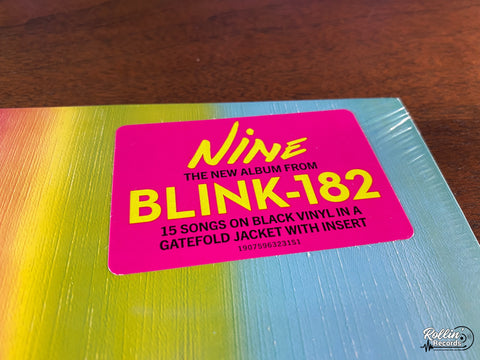 NiNE
THE NEW ALBUM FROM
BLINK-182
15 SONGS ON BLACK VINYL IN A
GATEFOLD JACKET WITH INSERT
19075963231S1
Rollin'
Records